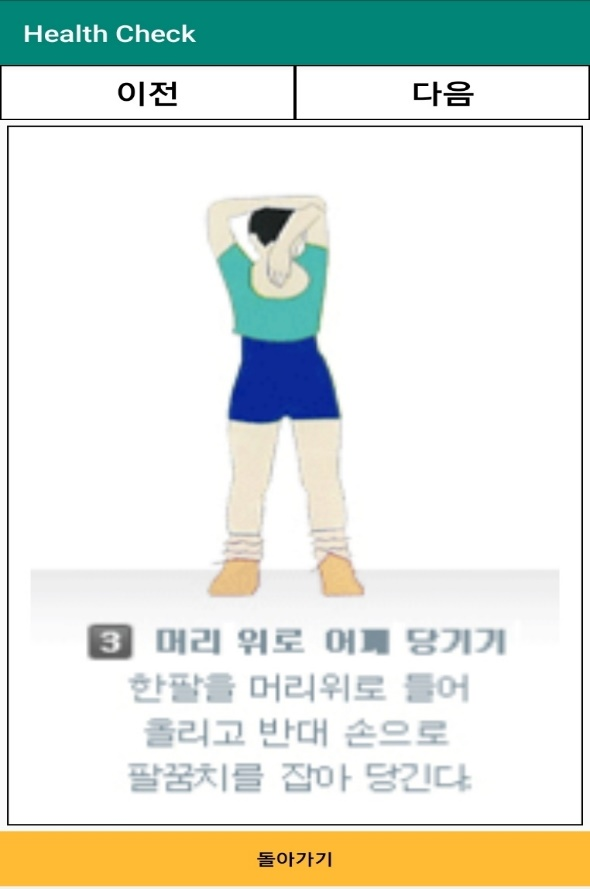 Health Check
이전
다음
3 머리 위로 어깨 당기기
한팔을 머리위로 들어
올리고 반대 손으로
팔꿈치를 잡아 당긴다.
돌아가기